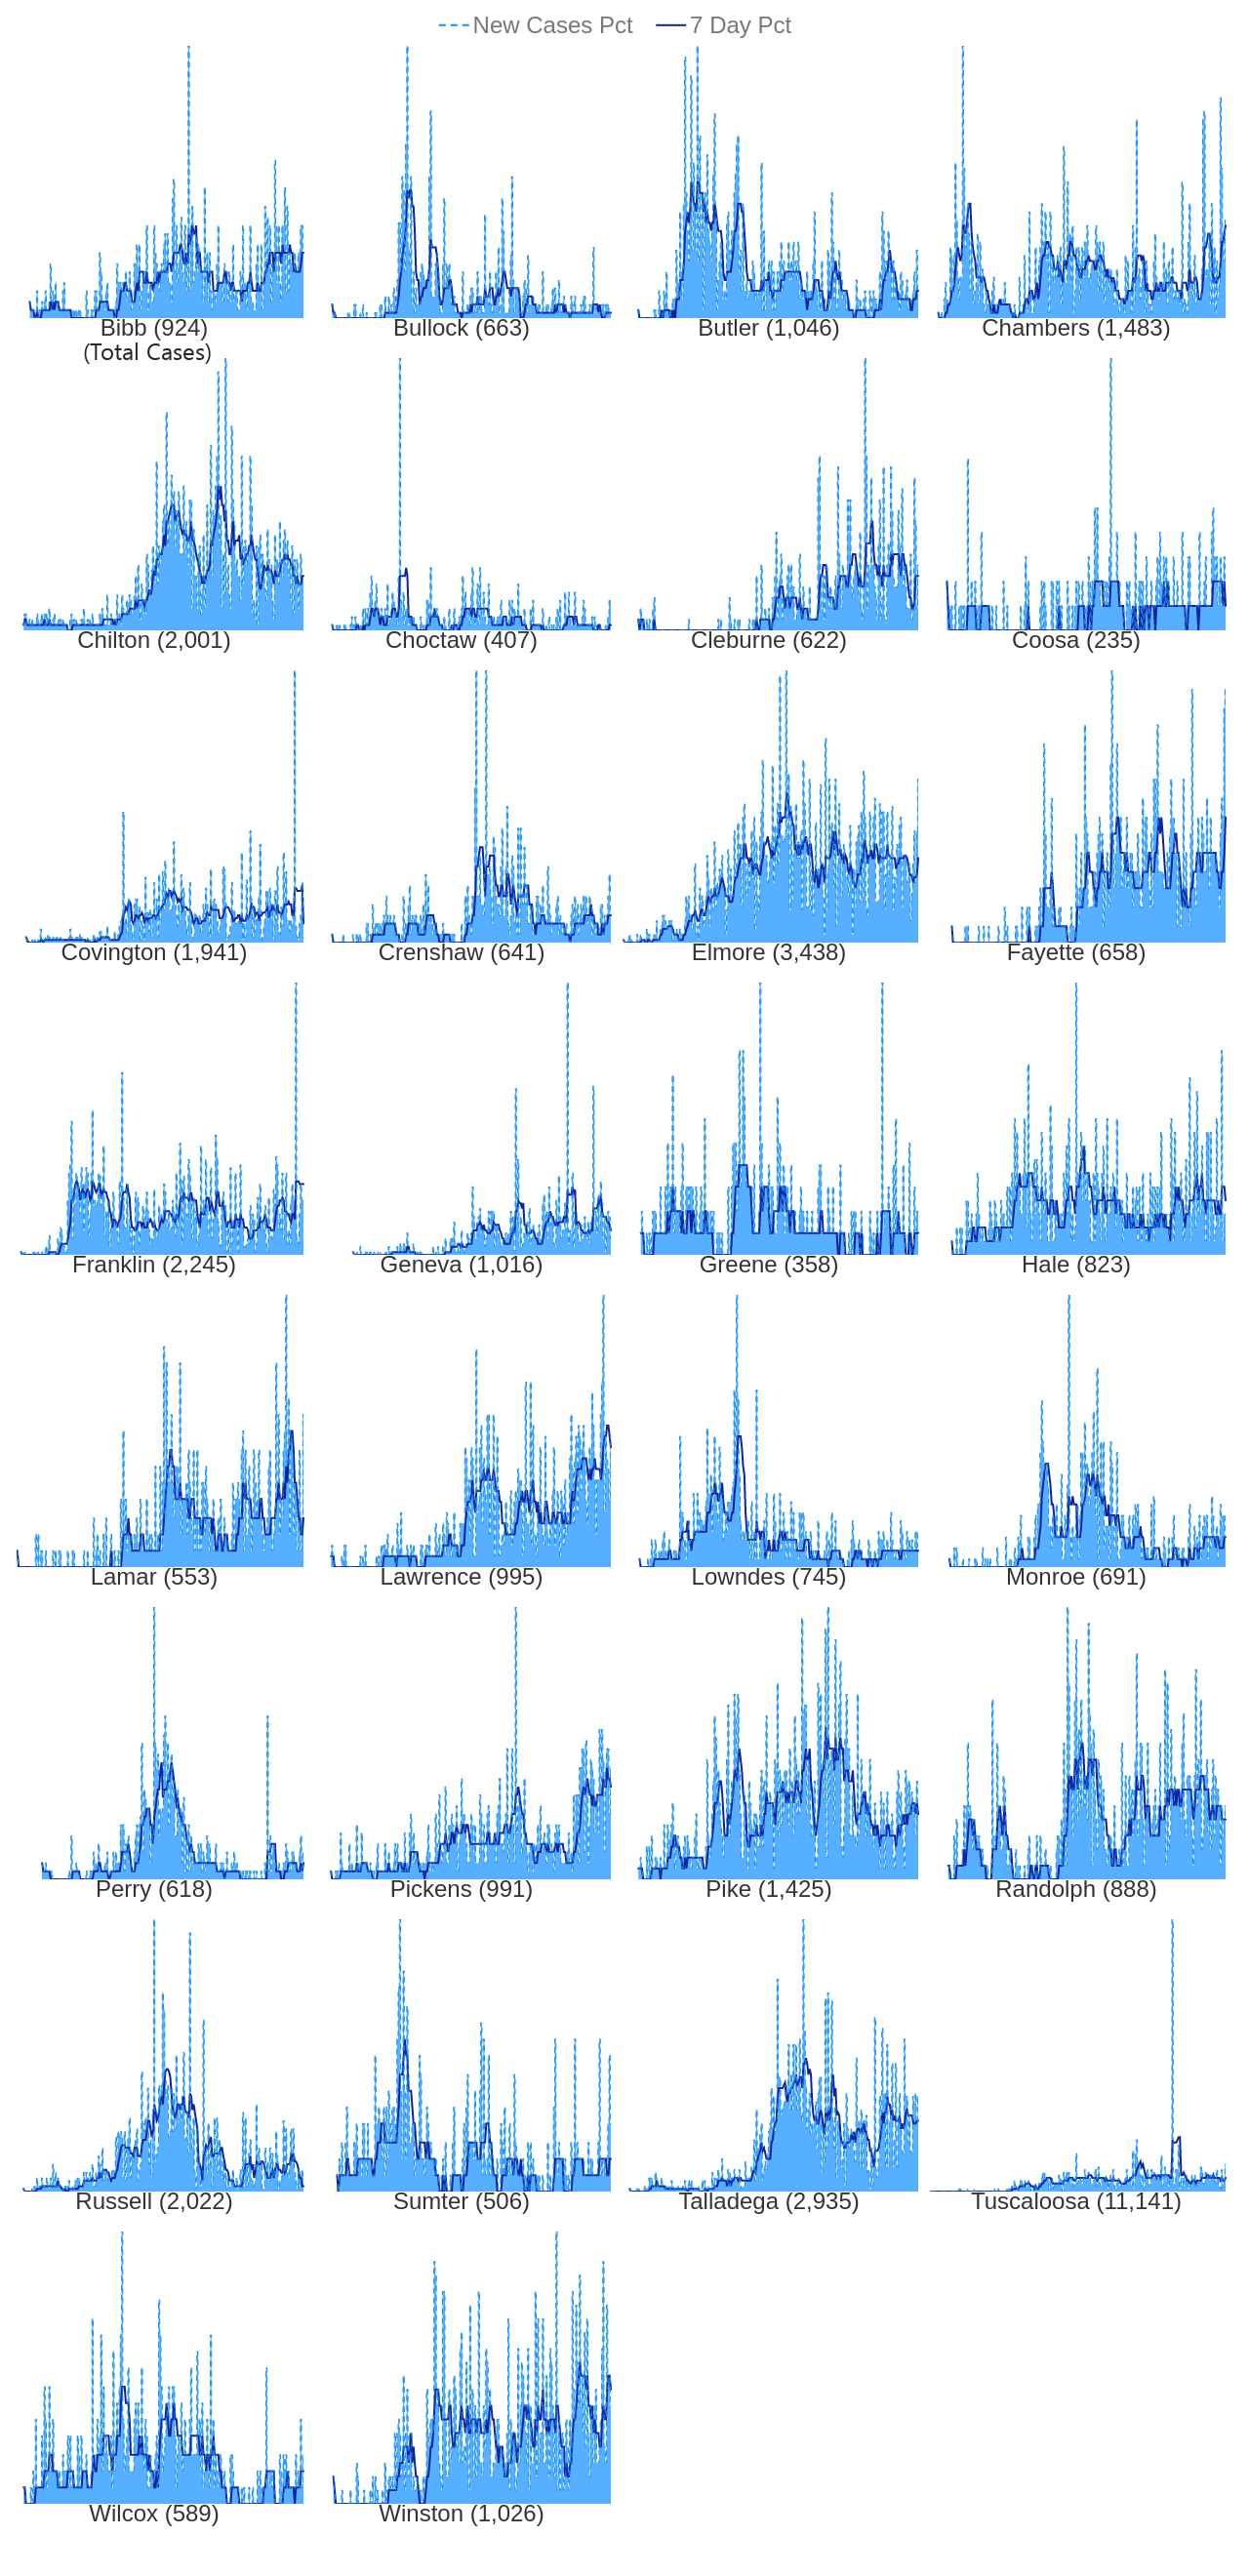 New Cases Pct 7 Day Pct
Bibb (924) Bullock (663) Butler (1,046) Chambers (1,483)
(Total Cases)
Chilton (2,001) Choctaw (407) Cleburne (622) Coosa (235)
Covington (1,941) Crenshaw (641) Elmore (3,438) Fayette (658)
Franklin (2,245) Geneva (1,016) Greene (358) Hale (823)
Lamar (553) Lawrence (995) Lowndes (745) Monroe (691)
Perry (618) Pickens (991) Pike (1,425) Randolph (888)
Russell (2,022) Sumter (506) Talladega (2,935) Tuscaloosa (11,141)
Wilcox (589) Winston (1,026)